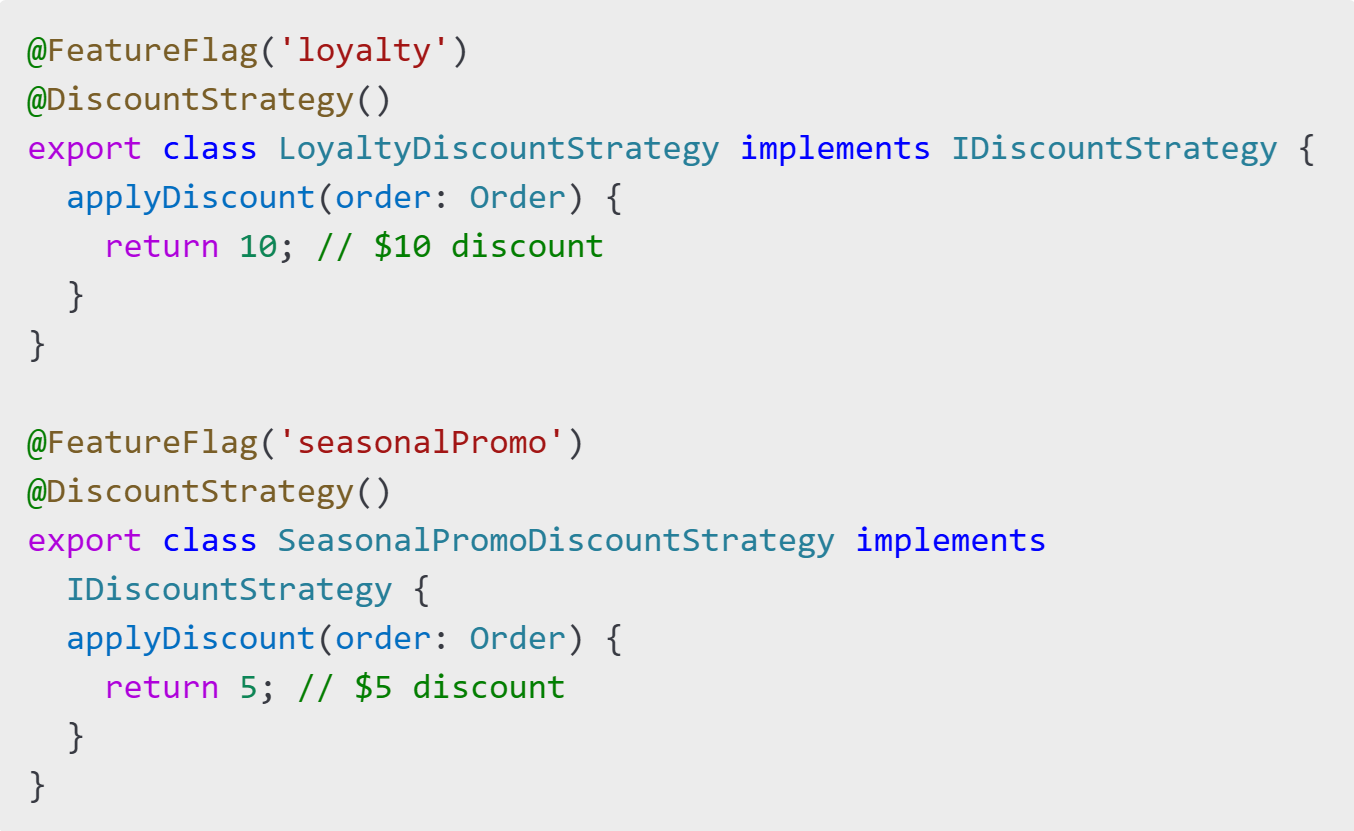 @FeatureFlag('loyalty')
@DiscountStrategy()
export class LoyaltyDiscountStrategy implements IDiscountStrategy {
  applyDiscount(order: Order) {
    return 10; // $10 discount
  }
}

@FeatureFlag('seasonalPromo')
@DiscountStrategy()
export class SeasonalPromoDiscountStrategy implements
  IDiscountStrategy {
  applyDiscount(order: Order) {
    return 5; // $5 discount
  }
}